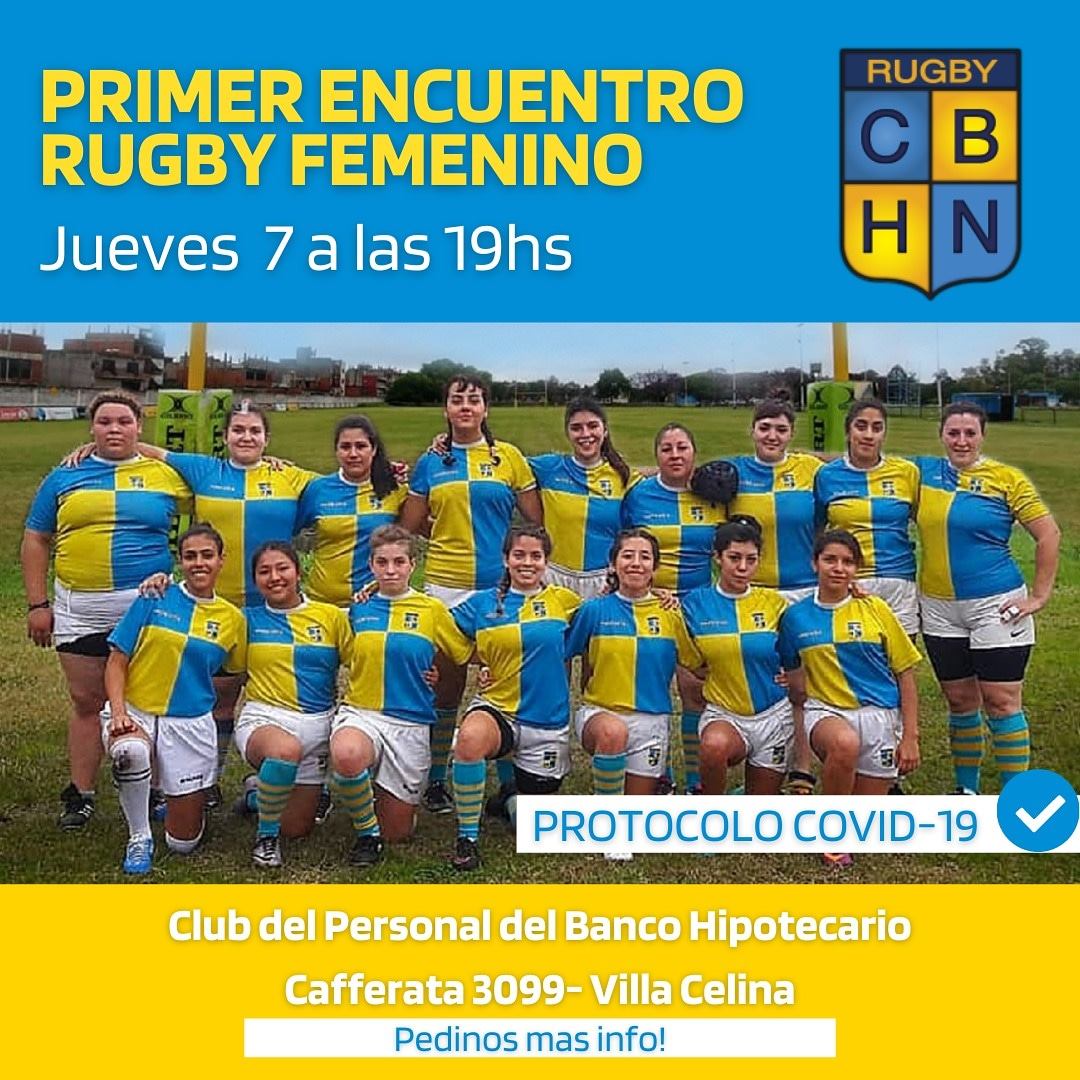 PRIMER ENCUENTRO
RUGBY FEMENINO
Jueves 7 a las 19hs
RUGBY
C B
H N
PROTOCOLO COVID-19
Club del Personal del Banco Hipotecario
Cafferata 3099- Villa Celina
Pedinos mas info!